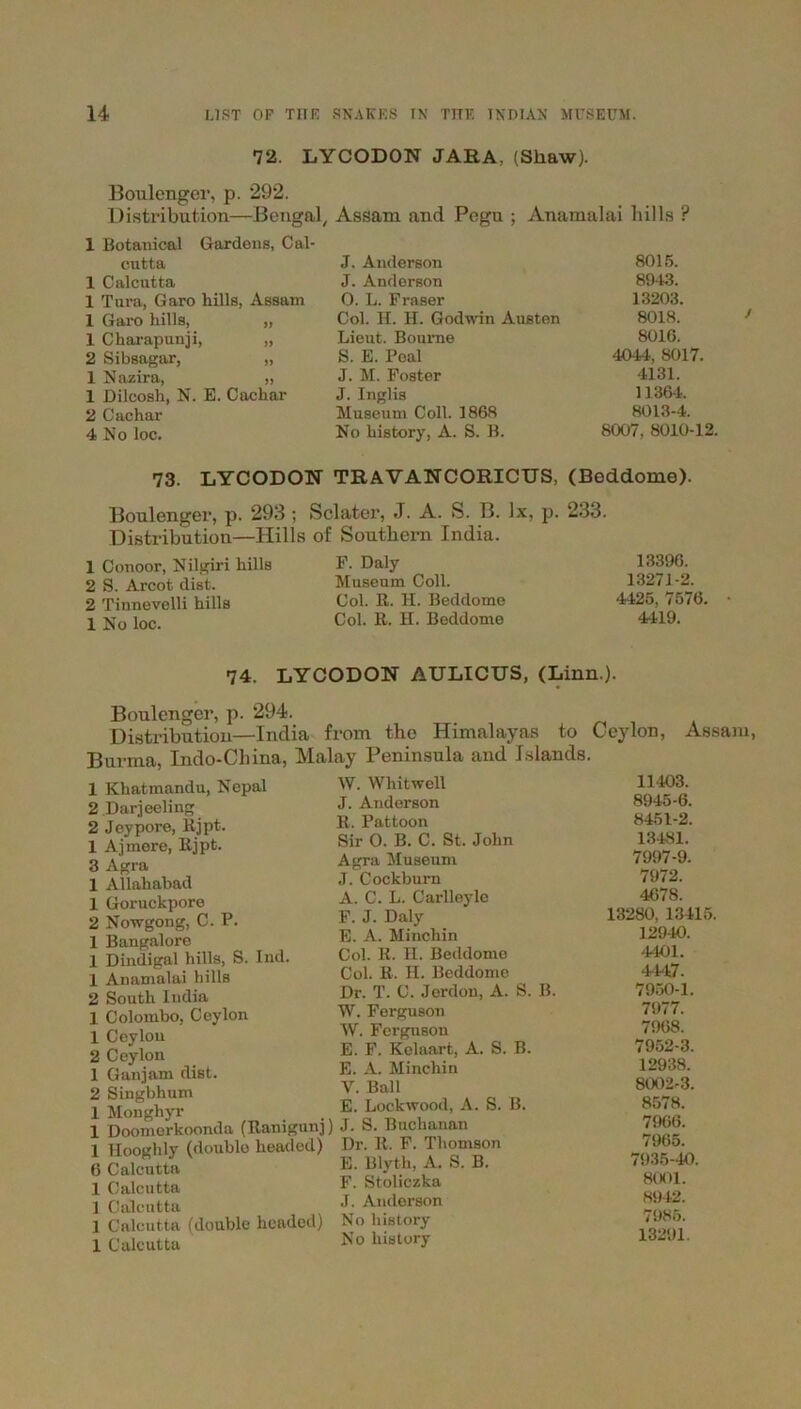 14 LIST OF THE SNAKES IN THE INDIAN MUSEUM.
72. LYCODON JARA, (Shaw).
Boulenger, p. 292.
Distribution—Bengal, Assam and Pegu ; Anamalai hills ?
1 Botanical Gardens, Cal-
cutta J. Anderson 8015.
1 Calcutta J. Anderson 8943.
1 Tura, Garo hills, Assam O. L. Fraser 13203.
1 Garo hills, „ Col. H. H. Godwin Austen 8018.
1 Charapunji, „ Lieut. Bourne 8016.
2 Sibsagar, „ S. E. Peal 4044, 8017.
1 Nazira, „ J. M. Foster 4131.
1 Dilcosh, N. E. Cachar J. Inglis 11364.
2 Cachar Museum Coll. 1868 8013-4.
4 No loc. No history, A. S. B. 8007, 8010-12.
73. LYCODON TRAVANCORICUS, (Beddome).
Boulenger, p. 293 ; Sclater, J. A. S. B. lx, p. 233.
Distribution—Hills of Southern India.
1 Conoor, Nilgiri hills F. Daly 13396.
2 S. Arcot dist. Museum Coll. 13271-2.
2 Tinnevelli hills Col. R. H. Beddome 4425, 7576.
1 No loc. Col. R. H. Beddome 4419.
74. LYCODON AULICUS, (Linn.).
Boulenger, p. 294.
Distribution—India from the Himalayas to Ceylon, Assam,
Burma, Indo-China, Malay Peninsula and Islands.
1 Khatmandu, Nepal W. Whitwell 11403.
2 Darjeeling J. Anderson 8945-6.
2 Jeypore, Rjpt. R. Pattoon 8451-2.
1 Ajmere, Rjpt. Sir O. B. C. St. John 13481.
3 Agra Agra Museum 7997-9.
1 Allahabad J. Cockburn 7972.
1 Goruckpore A. C. L. Carlleyle 4678.
2 Nowgong, C. P. F. J. Daly 13280, 13415.
1 Bangalore E. A. Minchin 12940.
1 Dindigal hills, S. Ind. Col. R. H. Beddome 4401.
1 Anamalai hills Col. R. H. Beddome 4447.
2 South India Dr. T. C. Jerdon, A. S. B. 7950-1.
1 Colombo, Ceylon W. Ferguson 7977.
1 Ceylon W. Ferguson 7968.
2 Ceylon E. F. Kelaart, A. S. B. 7952-3.
1 Ganjam dist. E. A. Minchin 12938.
2 Singbhum V. Ball 8002-3.
1 Monghyr E. Lockwood, A. S. B. 8578.
1 Doomerkoonda (Ranigunj) J. S. Buchanan 7966.
1 Hooghly (double headed) Dr. R. F. Thomson 7965.
6 Calcutta E. Blyth, A. S. B. 7935-40.
1 Calcutta F. Stoliczka 8001.
1 Calcutta J. Anderson 8942.
1 Calcutta (double headed) No history 7985.
1 Calcutta No history 13291.